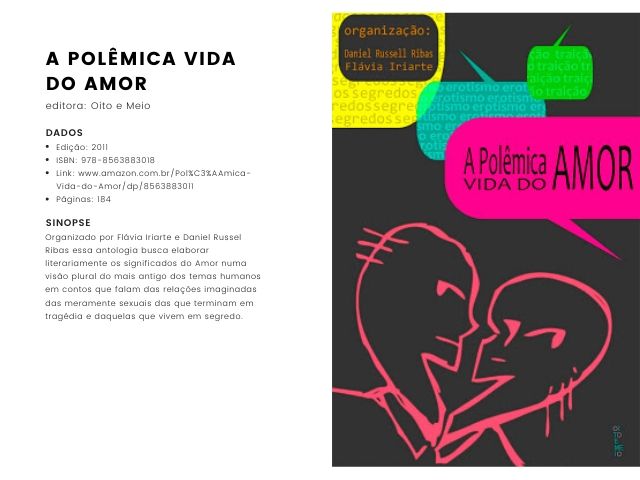 A POLÊMICA VIDA
DO AMOR
editora: Oito e Meio
DADOS
• Edição: 2011
• ISBN: 978-8563883018
• Link: www.amazon.com.br/Pol%C3%AAmica-
Vida-do-Amor/dp/8563883011
• Páginas: 184
SINOPSE
Organizado por Flávia Iriarte e Daniel Russel
Ribas essa antologia busca elaborar
literariamente os significados do Amor numa
visão plural do mais antigo dos temas humanos
em contos que falam das relações imaginadas
das meramente sexuais das que terminam em
tragédia e daquelas que vivem em segredo.
organização:
Daniel Russell Ribas
Flávia Iriarte
segredos
erotismo
traição
A Polêmica
VIDA DO AMOR